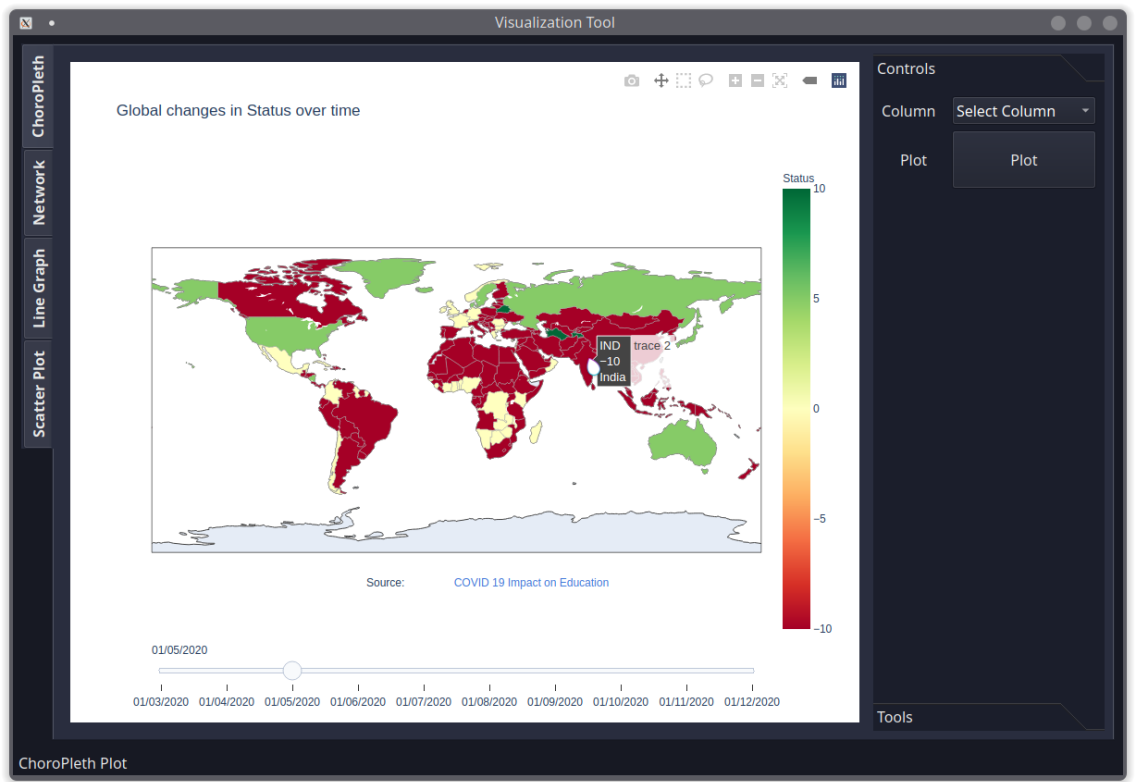 Visualization Tool
ChoroPleth
Network
Line Graph
Scatter Plot
Global changes in Status over time
Status
10
5
0
−5
−10
IND
−10
India
trace 2
Source: COVID 19 Impact on Education
01/05/2020
01/03/2020 01/04/2020 01/05/2020 01/06/2020 01/07/2020 01/08/2020 01/09/2020 01/10/2020 01/11/2020 01/12/2020
Controls
Column Select Column
Plot Plot
Tools
ChoroPleth Plot